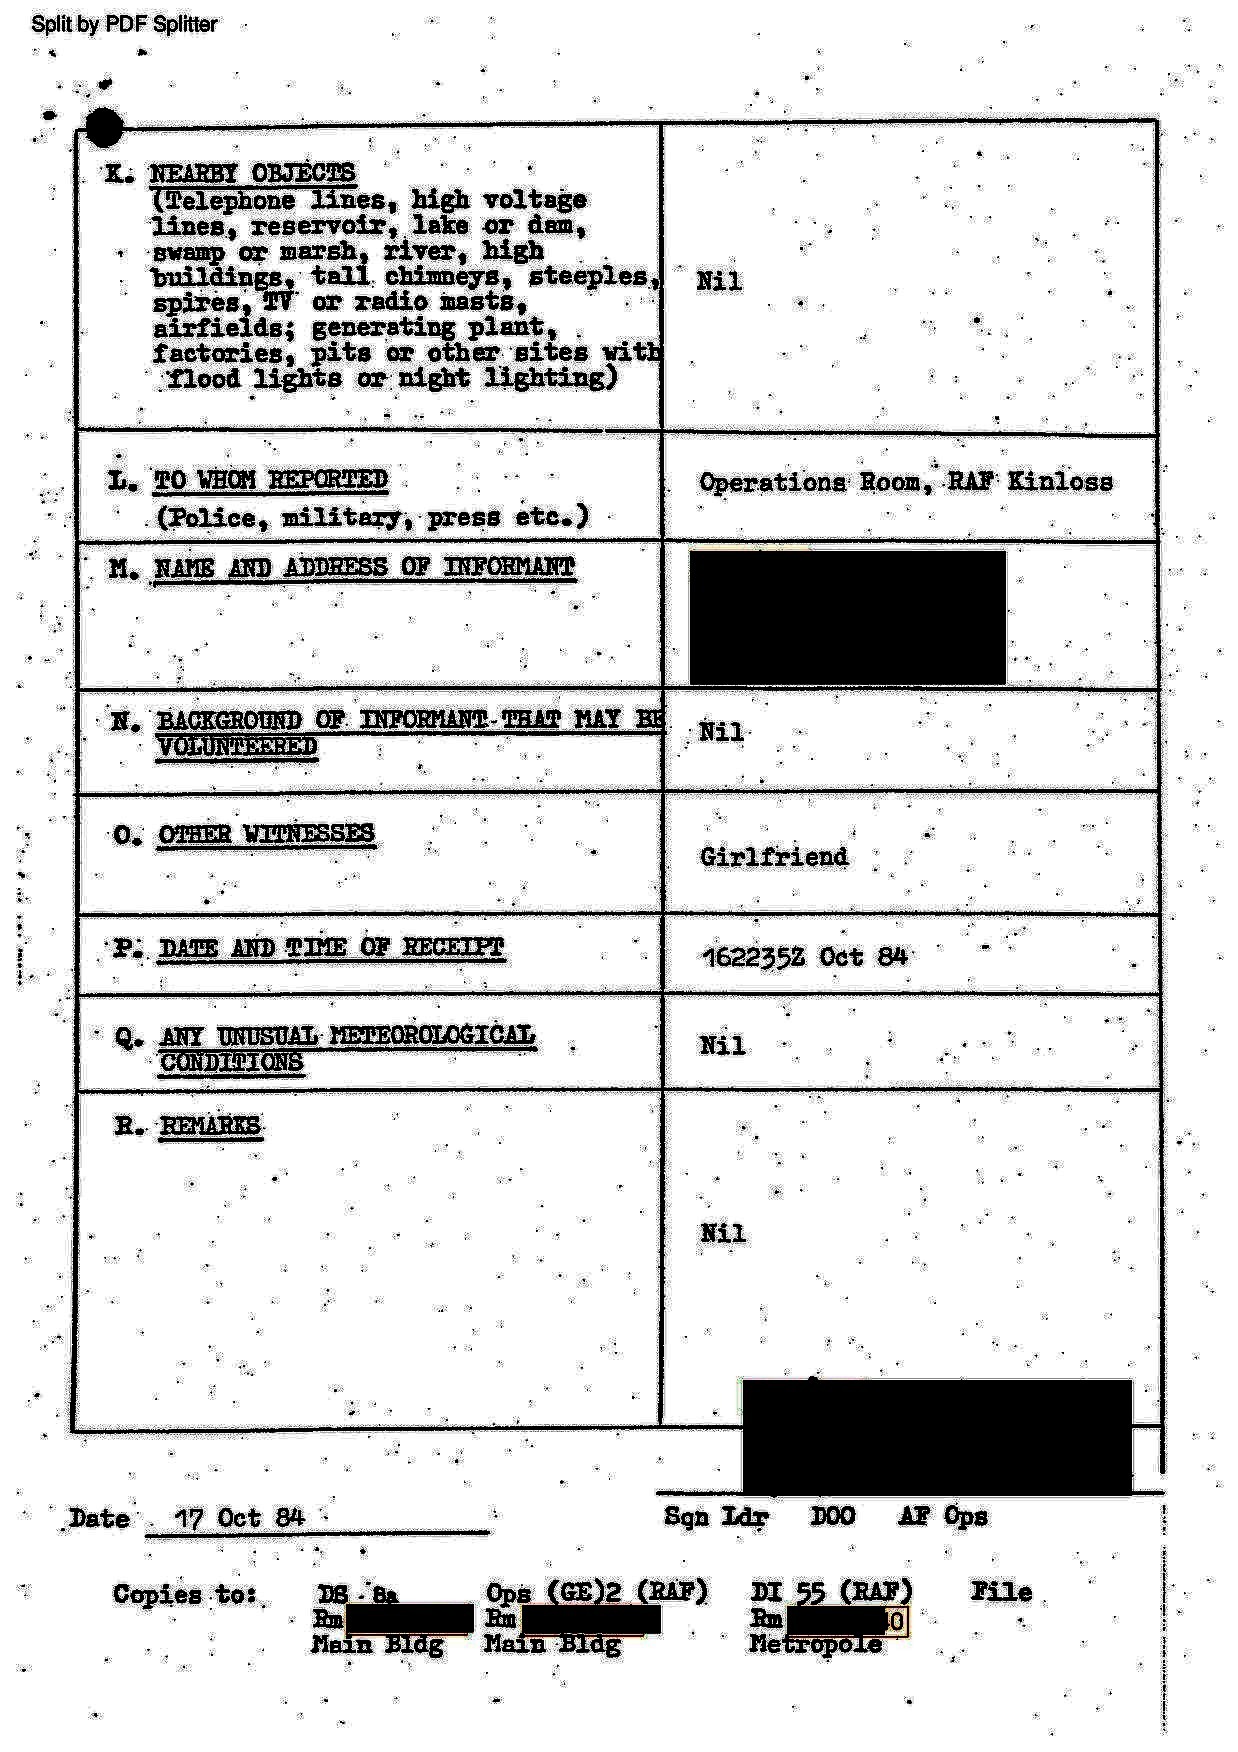 Split by PDF Splitter
K. NEARBY OBJECTS
(Telephone lines, high voltage
lines, reservoir, lake or dam,
swamp or marsh, river, high
buildings, tall chimneys, steeples,
spires, TV or radio masts,
airfields; generating plant,
factories, pits or other sites with
flood lights or night lighting)
Nil
L. TO WHOM REPORTED
(Police, military, press etc.)
Operations Room, RAF Kinloss
M. NAME AND ADDRESS OF INFORMANT
N. BACKGROUND OF INFORMANT THAT MAY BE
VOLUNTEERED
Nil
O. OTHER WITNESSES
Girlfriend
P. DATE AND TIME OF RECEIPT
162235Z Oct 84
Q. ANY UNUSUAL METEOROLOGICAL
CONDITIONS
Nil
R. REMARKS
Nil
Date 17 Oct 84
Sqn Ldr DOO AF Ops
Copies to: DS 8a Ops (GE)2 (RAF) DI 55 (RAF) File
Rm Rm Rm 0
Main Bldg Main Bldg Metropole